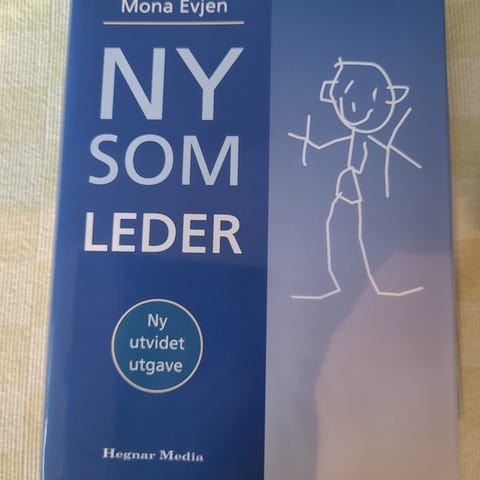 Mona Evjen
NY
SOM
LEDER
Ny
utvidet
utgave
Hegnar Media